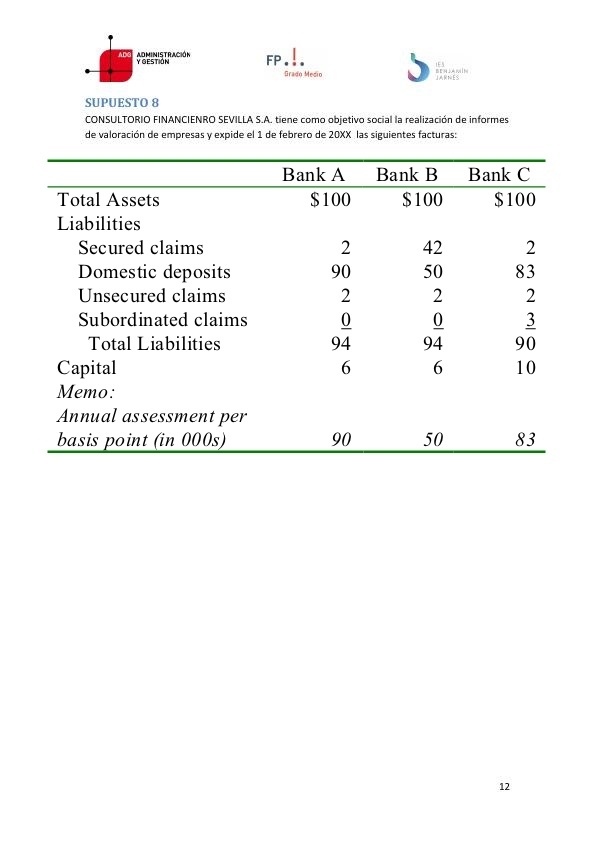 ADG ADMINISTRACIÓN
Y GESTIÓN
FP
Grado Medio
IES
BENJAMÍN
JARNÉS
SUPUESTO 8
CONSULTORIO FINANCIENRO SEVILLA S.A. tiene como objetivo social la realización de informes
de valoración de empresas y expide el 1 de febrero de 20XX las siguientes facturas:
Bank A Bank B Bank C
Total Assets $100 $100 $100
Liabilities
Secured claims 2 42 2
Domestic deposits 90 50 83
Unsecured claims 2 2 2
Subordinated claims 0 0 3
Total Liabilities 94 94 90
Capital 6 6 10
Memo:
Annual assessment per
basis point (in 000s) 90 50 83
12